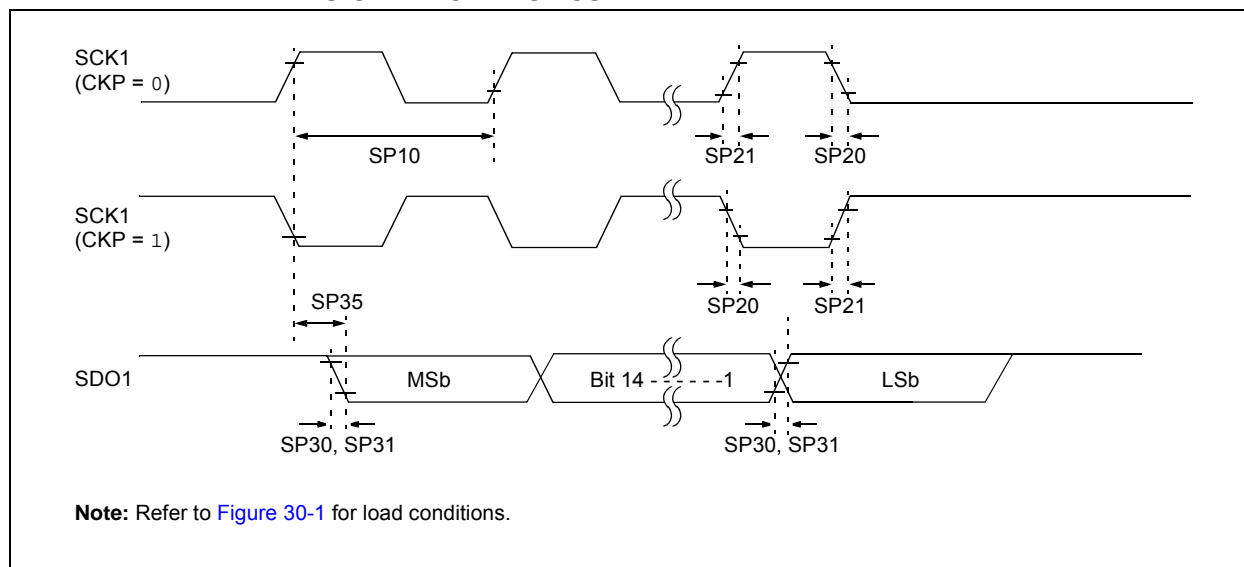 SCK1
(CKP = 0)
SP10
SP21
SP20
SCK1
(CKP = 1)
SP20
SP21
SP35
SDO1
MSb
Bit 14 - - - - - -1
LSb
SP30, SP31
SP30, SP31
Note: Refer to Figure 30-1 for load conditions.